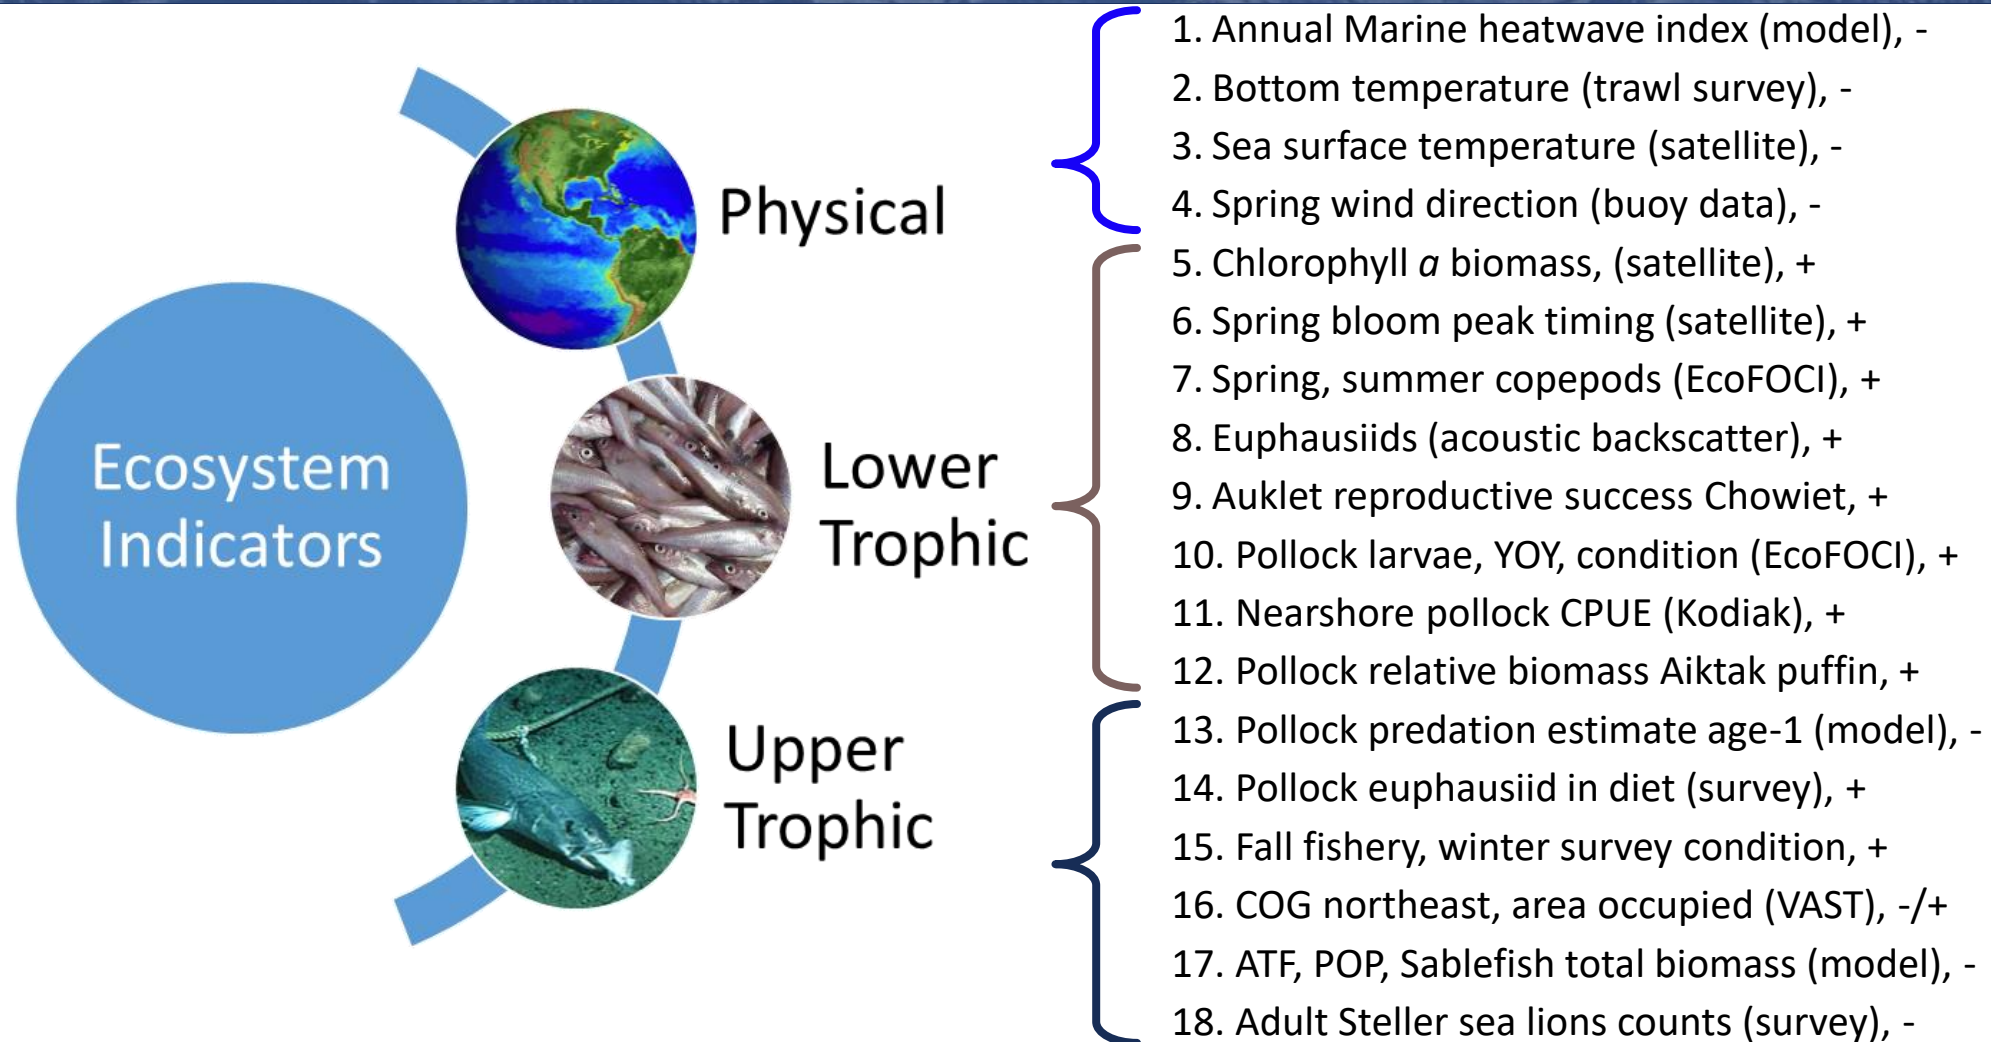 Ecosystem
Indicators
Physical
Lower
Trophic
Upper
Trophic
1. Annual Marine heatwave index (model), -
2. Bottom temperature (trawl survey), -
3. Sea surface temperature (satellite), -
4. Spring wind direction (buoy data), -
5. Chlorophyll a biomass, (satellite), +
6. Spring bloom peak timing (satellite), +
7. Spring, summer copepods (EcoFOCI), +
8. Euphausiids (acoustic backscatter), +
9. Auklet reproductive success Chowiet, +
10. Pollock larvae, YOY, condition (EcoFOCI), +
11. Nearshore pollock CPUE (Kodiak), +
12. Pollock relative biomass Aiktak puffin, +
13. Pollock predation estimate age-1 (model), -
14. Pollock euphausiid in diet (survey), +
15. Fall fishery, winter survey condition, +
16. COG northeast, area occupied (VAST), -/+
17. ATF, POP, Sablefish total biomass (model), -
18. Adult Steller sea lions counts (survey), -